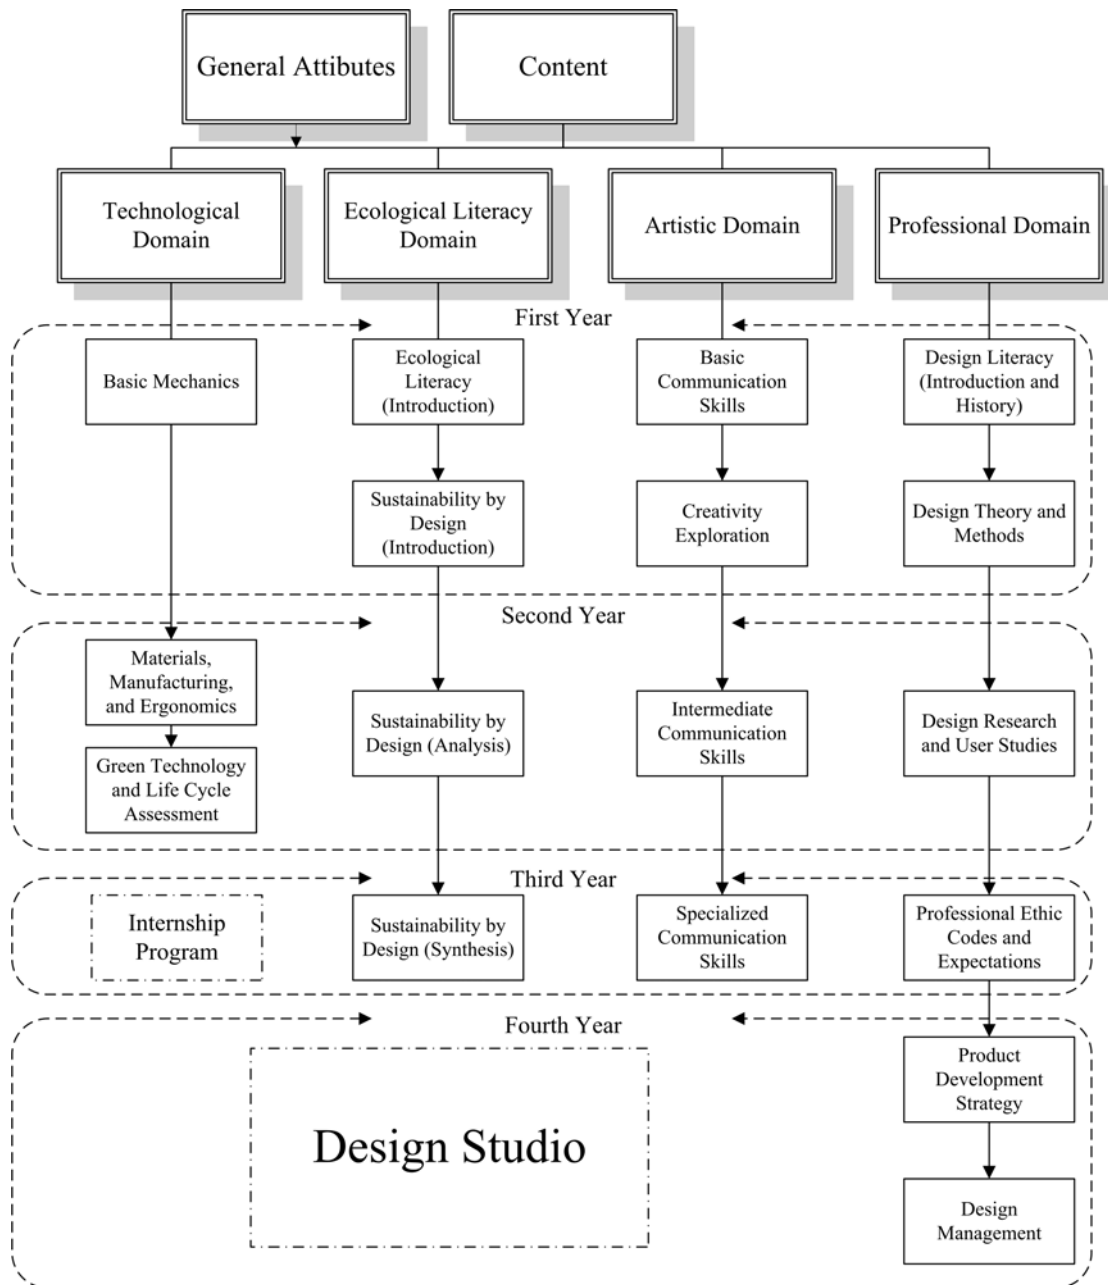 General Attibutes
Content
Technological
Domain
Ecological Literacy
Domain
Artistic Domain
Professional Domain
First Year
Basic Mechanics
Ecological
Literacy
(Introduction)
Basic
Communication
Skills
Design Literacy
(Introduction and
History)
Sustainability by
Design
(Introduction)
Creativity
Exploration
Design Theory and
Methods
Second Year
Materials,
Manufacturing,
and Ergonomics
Sustainability by
Design (Analysis)
Intermediate
Communication
Skills
Design Research
and User Studies
Green Technology
and Life Cycle
Assessment
Third Year
Internship
Program
Sustainability by
Design (Synthesis)
Specialized
Communication
Skills
Professional Ethic
Codes and
Expectations
Fourth Year
Design Studio
Product
Development
Strategy
Design
Management